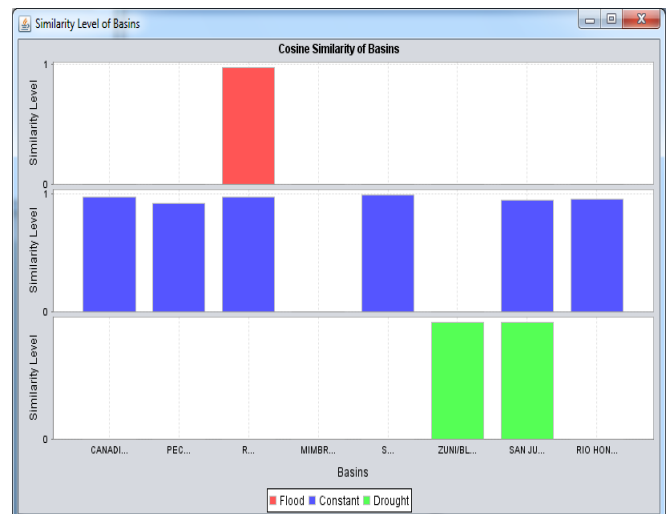 Similarity Level of Basins
Cosine Similarity of Basins
1
Similarity Level
0
1
Similarity Level
0
Similarity Level
0
CANADI... PEC... R... MIMBR... S... ZUNI/BL... SAN JU... RIO HON...
Basins
Flood Constant Drought